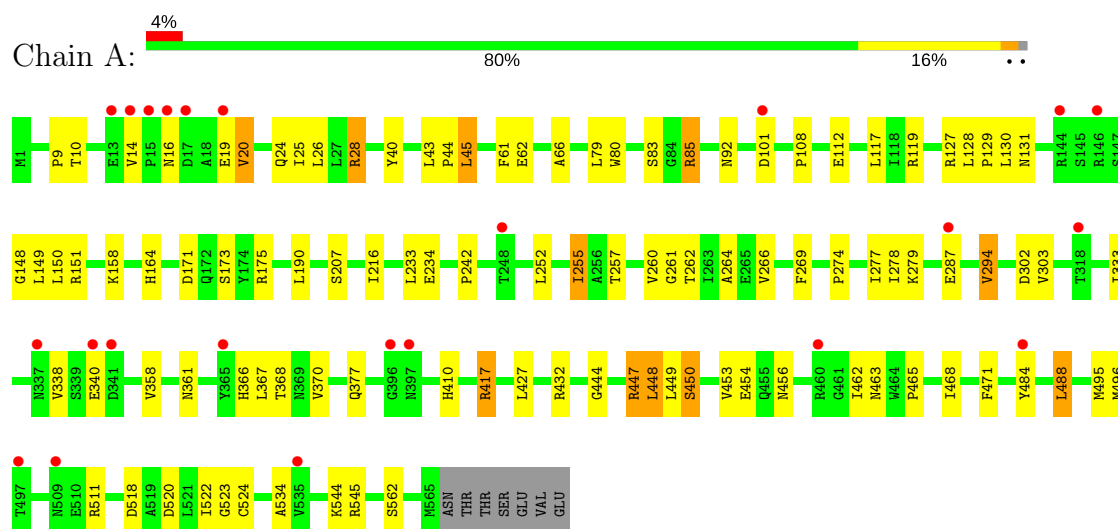 4%
Chain A:
80% 16% • •
M1 P9 T10 E13 V14 P15 N16 D17 A18 E19 V20 Q24 I25 L26 L27 R28 Y40 L43 P44 L45 F61 E62 A66 L79 W80 S83 G84 R85 N92 D101 P108 E112 L117 I118 R119 R127 L128 P129 L130 N131 R144 S145 R146 S147
G148 L149 L150 R151 K158 H164 D171 Q172 S173 Y174 R175 L190 S207 I216 L233 E234 P242 T248 L252 I255 A256 T257 V260 G261 T262 I263 A264 E265 V266 F269 P274 I277 I278 K279 E287 V294 D302 V303 T318 I333
N337 V338 S339 E340 D341 V358 N361 Y365 H366 L367 T368 N369 V370 Q377 G396 N397 H410 R417 L427 R432 G444 R447 L448 L449 S450 V453 E454 Q455 N456 R460 G461 I462 N463 W464 P465 I468 F471 Y484 L488 M495 M496
T497 N509 E510 R511 D518 A519 D520 L521 I522 G523 C524 A534 V535 K544 R545 S562 M565 ASN THR THR SER GLU VAL GLU